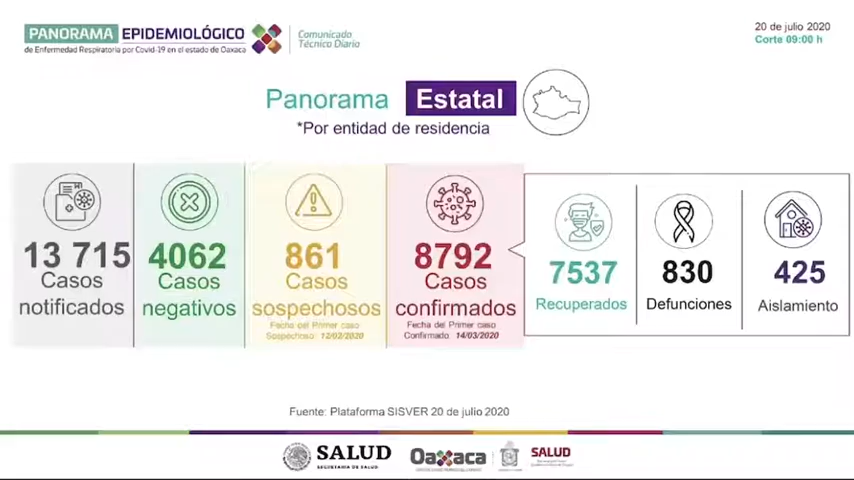 PANORAMA EPIDEMIOLÓGICO
de Enfermedad Respiratoria por Covid-19 en el estado de Oaxaca
Comunicado
Técnico Diario
20 de julio 2020
Corte 09:00 h
Panorama Estatal
*Por entidad de residencia
13 715
Casos
notificados
4062
Casos
negativos
861
Casos
sospechosos
Fecha del Primer caso
Sospechoso: 12/02/2020
8792
Casos
confirmados
Fecha del Primer caso
Confirmado: 14/03/2020
7537
Recuperados
830
Defunciones
425
Aislamiento
Fuente: Plataforma SISVER 20 de julio 2020
SALUD
SECRETARÍA DE SALUD
Oaxaca
SALUD